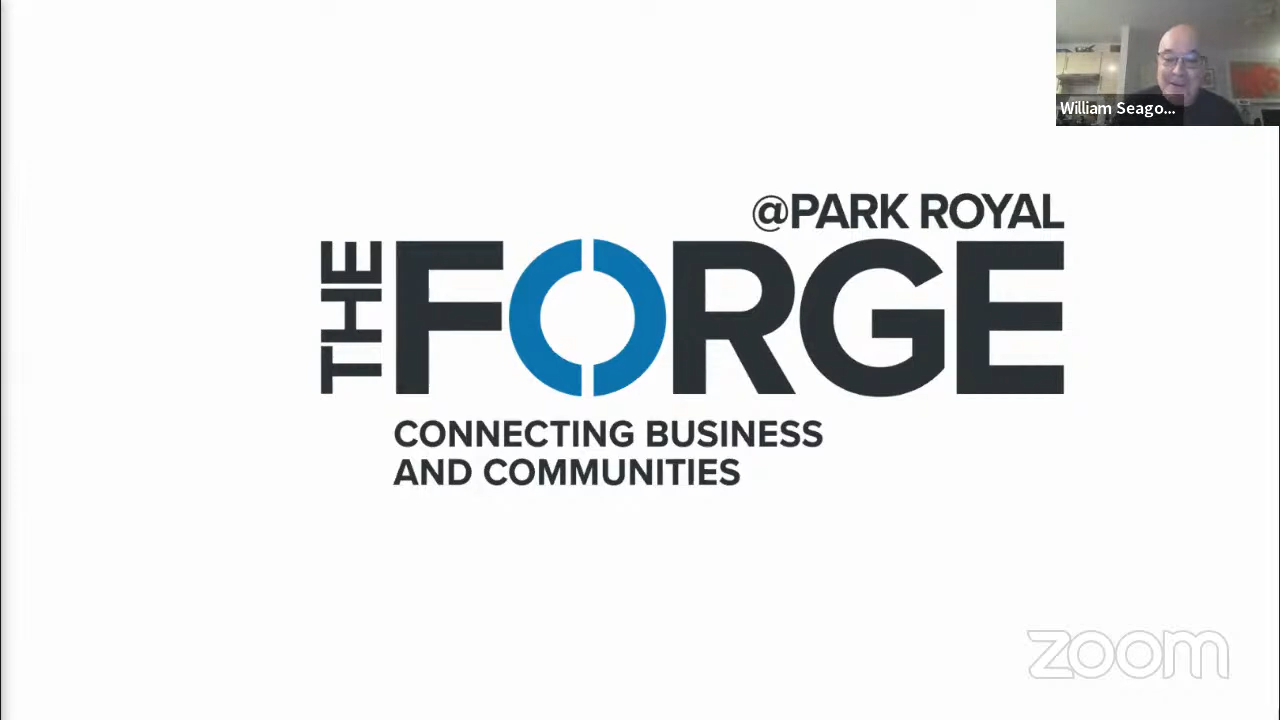 William Seago...
@PARK ROYAL
THE
FORGE
CONNECTING BUSINESS
AND COMMUNITIES
zoom